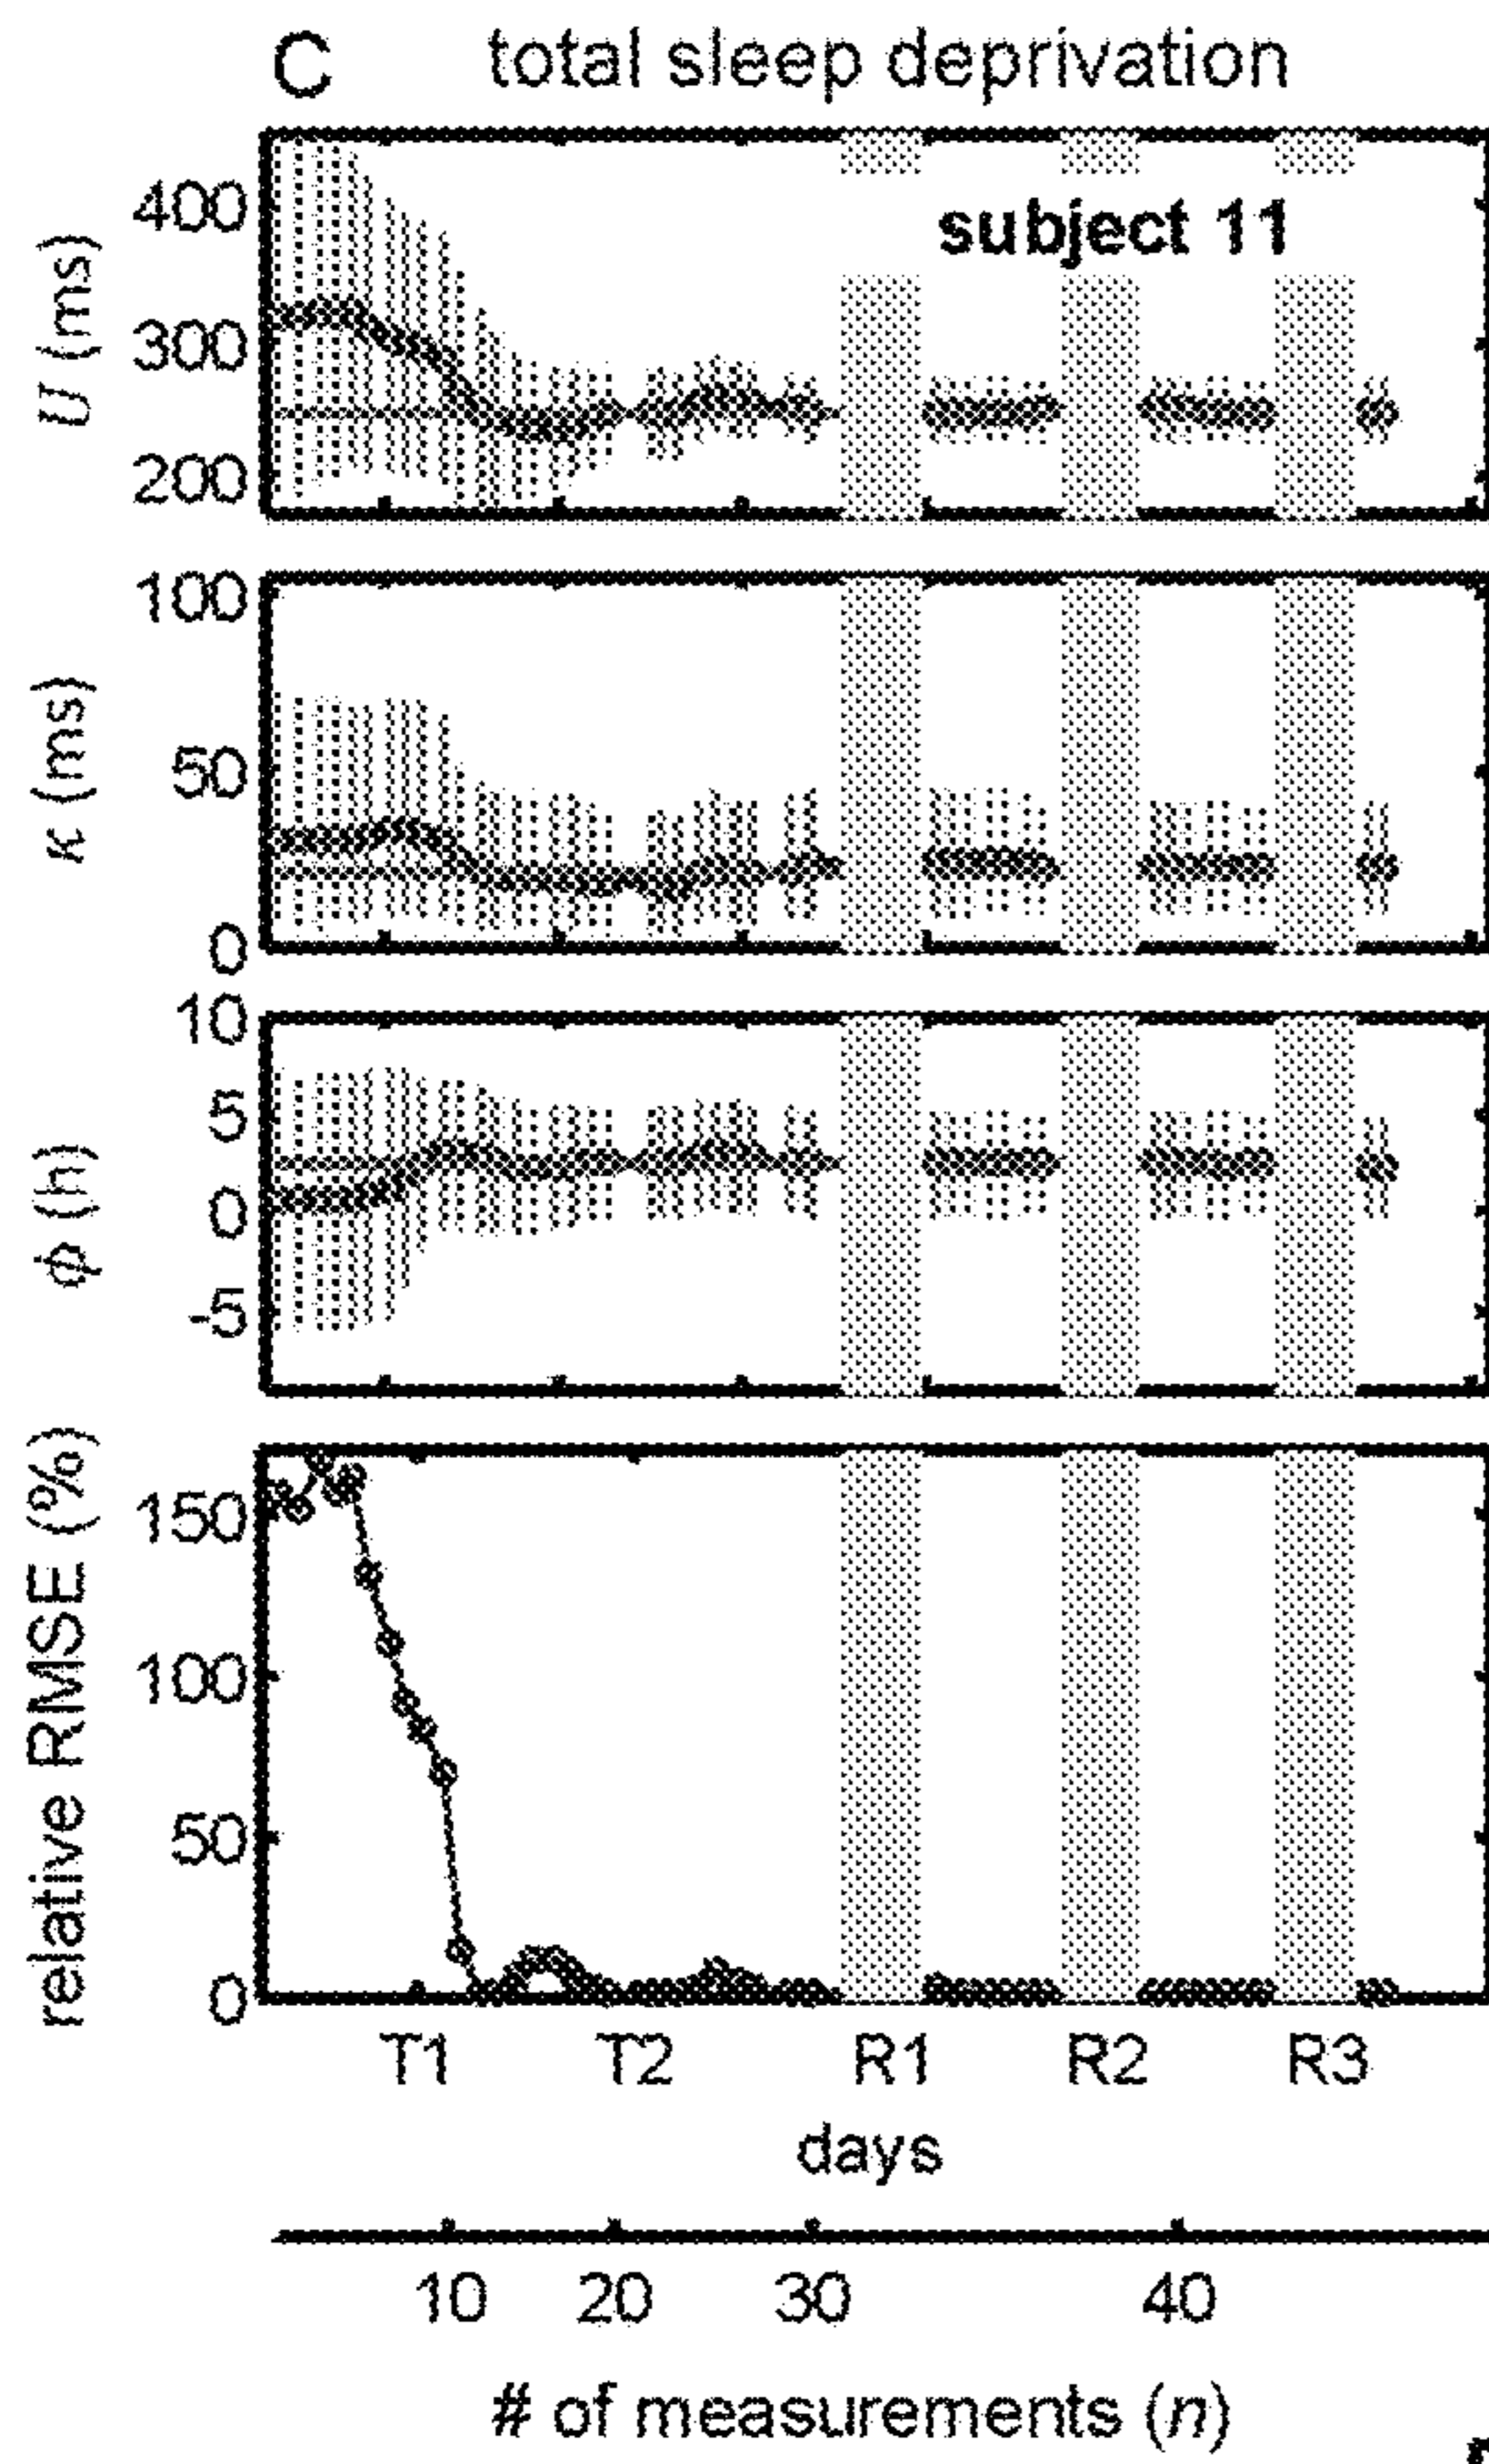 C total sleep deprivation
400
300
200
U (ms)
subject 11
100
50
0
κ (ms)
10
5
0
-5
ϕ (h)
150
100
50
0
relative RMSE (%)
T1 T2 R1 R2 R3
days
10 20 30 40
# of measurements (n)